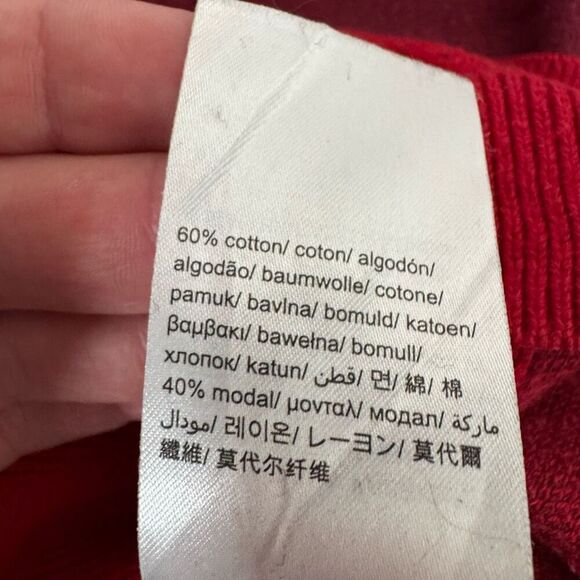 60% cotton/ coton/ algodón/
algodão/ baumwolle/ cotone/
pamuk/ bavlna/ bomuld/ katoen/
βαμβακι/ bawełna/ bomull/
хлопок/ katun/ قطن/ 면/ 綿/ 棉
40% modal/ μονταλ/ модал/ ماركة
مودال/ 레이온/ レーヨン/ 莫代爾
纖維/ 莫代尔纤维